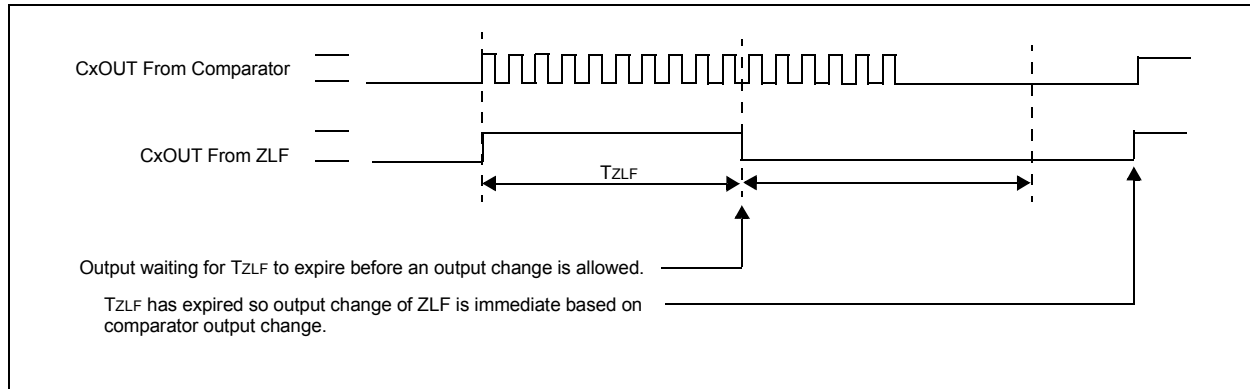 CxOUT From Comparator
CxOUT From ZLF
TZLF
Output waiting for TZLF to expire before an output change is allowed.
TZLF has expired so output change of ZLF is immediate based on
comparator output change.